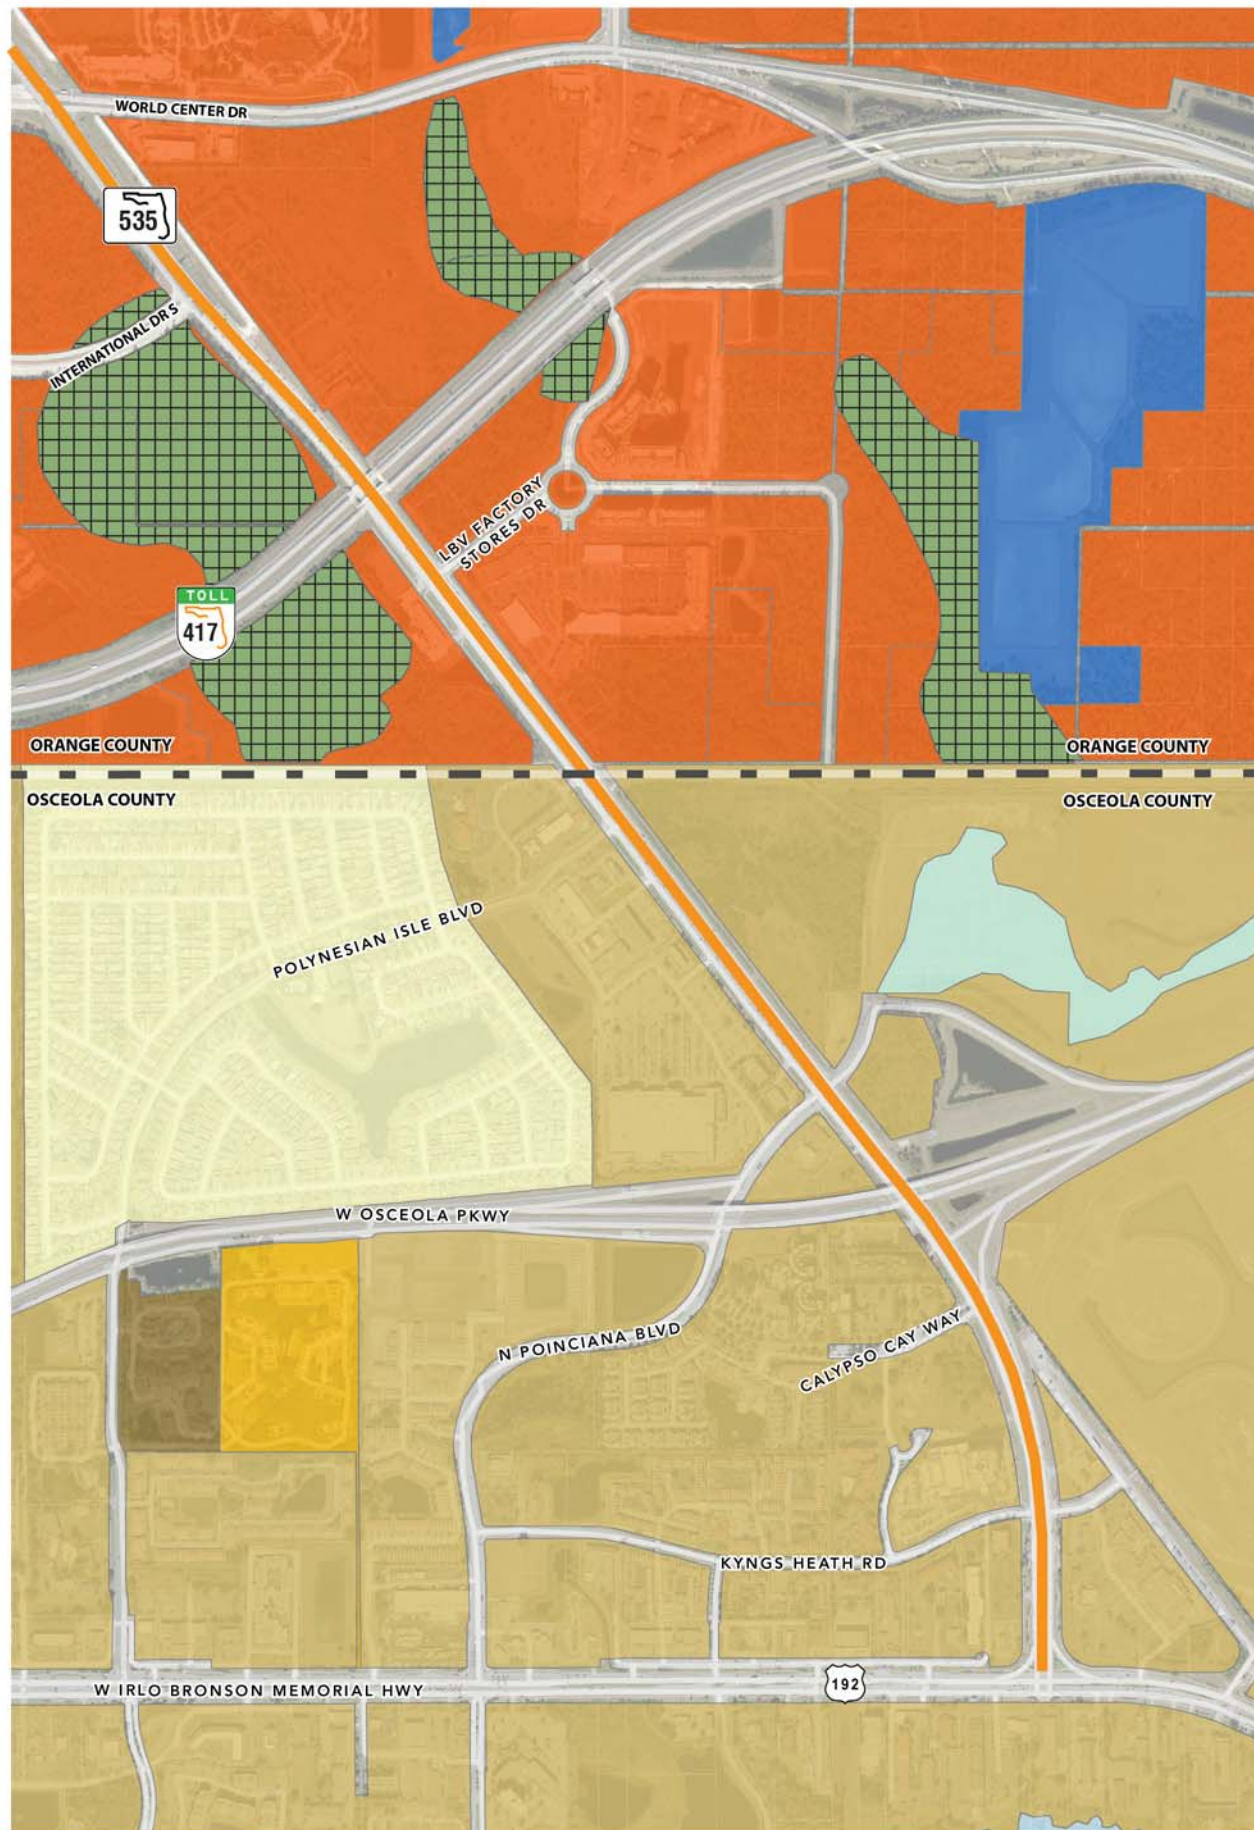 WORLD CENTER DR
535
INTERNATIONAL DR S
LBV FACTORY
STORES DR
TOLL
417
ORANGE COUNTY
ORANGE COUNTY
OSCEOLA COUNTY
OSCEOLA COUNTY
POLYNESIAN ISLE BLVD
W OSCEOLA PKWY
N POINCIANA BLVD
CALYPSO CAY WAY
KYNGS HEATH RD
192
W IRLO BRONSON MEMORIAL HWY